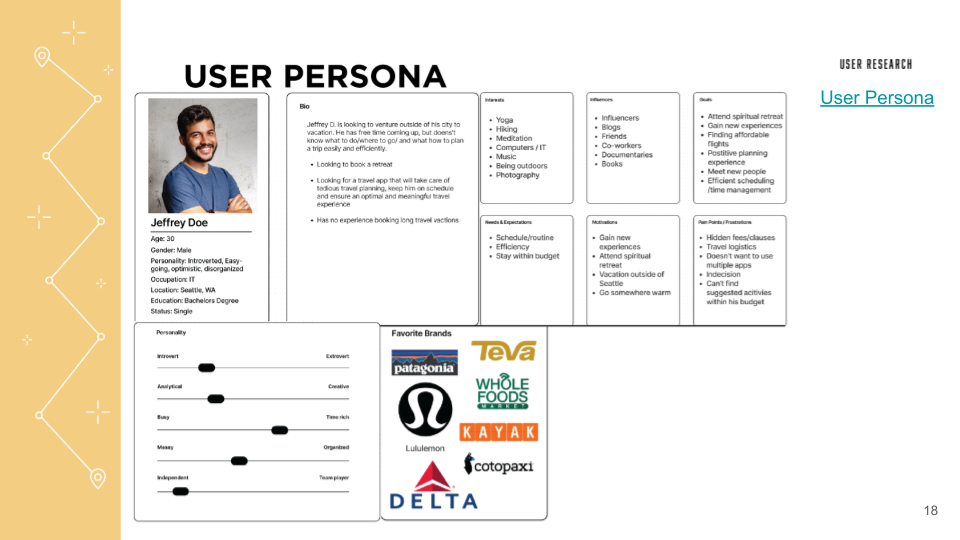 USER PERSONA
USER RESEARCH
User Persona
Jeffrey Doe
Age: 30
Gender: Male
Personality: Introverted, Easy-
going, optimistic, disorganized
Occupation: IT
Location: Seattle, WA
Education: Bachelors Degree
Status: Single
Bio
Jeffrey D. is looking to venture outside of his city to
vacation. He has free time coming up, but doens't
know what to do/where to go/ and what how to plan
a trip easily and efficiently.
• Looking to book a retreat
• Looking for a travel app that will take care of
tedious travel planning, keep him on schedule
and ensure an optimal and meaningful travel
experience
• Has no experience booking long travel vactions
Interests
• Yoga
• Hiking
• Meditation
• Computers / IT
• Music
• Being outdoors
• Photography
Influences
• Influencers
• Blogs
• Friends
• Co-workers
• Documentaries
• Books
Goals
• Attend spiritual retreat
• Gain new experiences
• Finding affordable
flights
• Postitive planning
experience
• Meet new people
• Efficient scheduling
/time management
Needs & Expectations
• Schedule/routine
• Efficiency
• Stay within budget
Motivations
• Gain new
experiences
• Attend spiritual
retreat
• Vacation outside of
Seattle
• Go somewhere warm
Pain Points / Frustrations
• Hidden fees/clauses
• Travel logistics
• Doesn't want to use
multiple apps
• Indecision
• Can't find
suggested acitivies
within his budget
Personality
Introvert Extrovert
Analytical Creative
Busy Time rich
Messy Organized
Independent Team player
Favorite Brands
patagonia
Teva
WHOLE
FOODS
MARKET
KAYAK
Lululemon
cotopaxi
DELTA
18